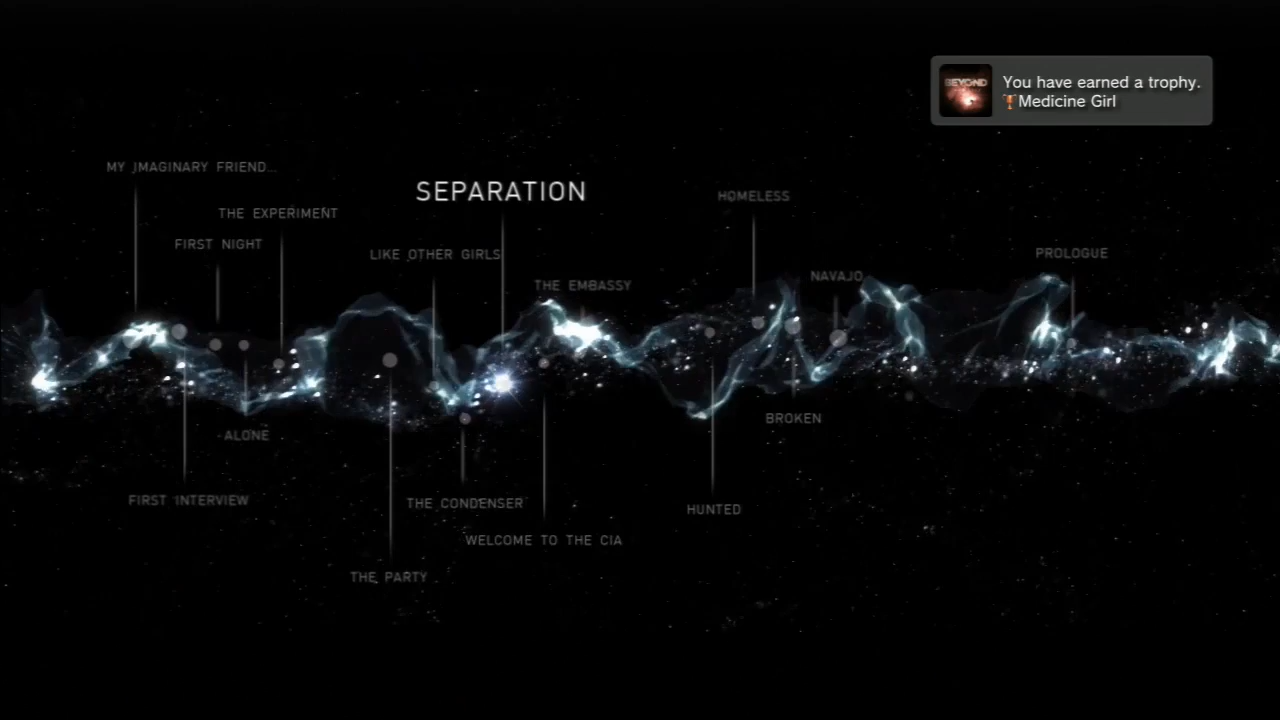 BEYOND
You have earned a trophy.
Medicine Girl
MY IMAGINARY FRIEND...
SEPARATION
HOMELESS
THE EXPERIMENT
FIRST NIGHT
LIKE OTHER GIRLS
PROLOGUE
NAVAJO
THE EMBASSY
BROKEN
ALONE
FIRST INTERVIEW
THE CONDENSER
HUNTED
WELCOME TO THE CIA
THE PARTY